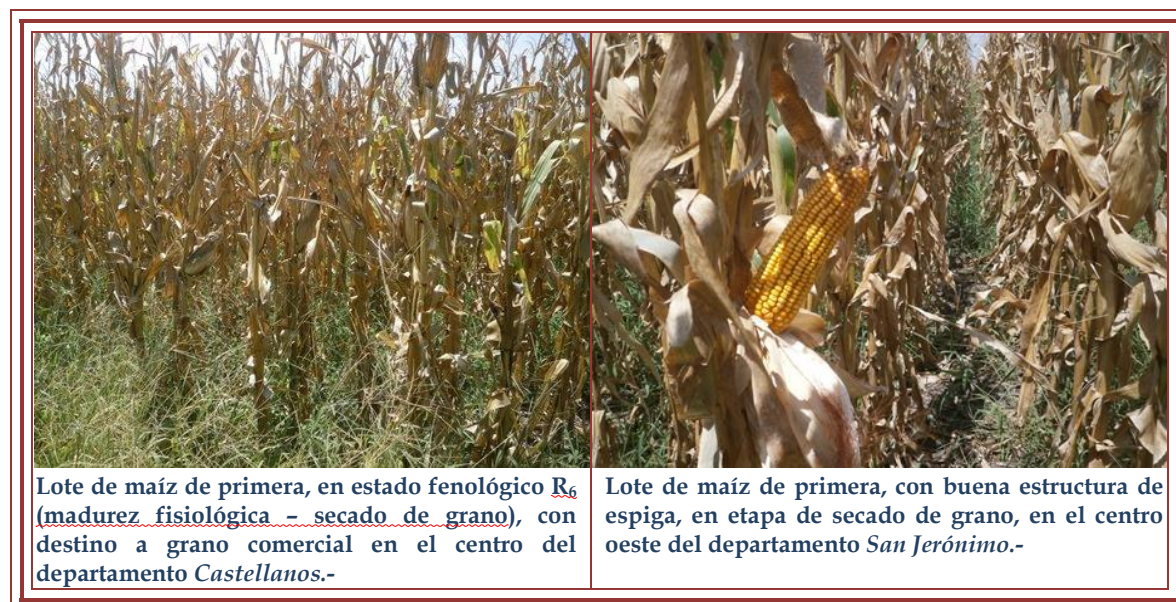 Lote de maíz de primera, en estado fenológico R₆
(madurez fisiológica – secado de grano), con
destino a grano comercial en el centro del
departamento Castellanos.-
Lote de maíz de primera, con buena estructura de
espiga, en etapa de secado de grano, en el centro
oeste del departamento San Jerónimo.-